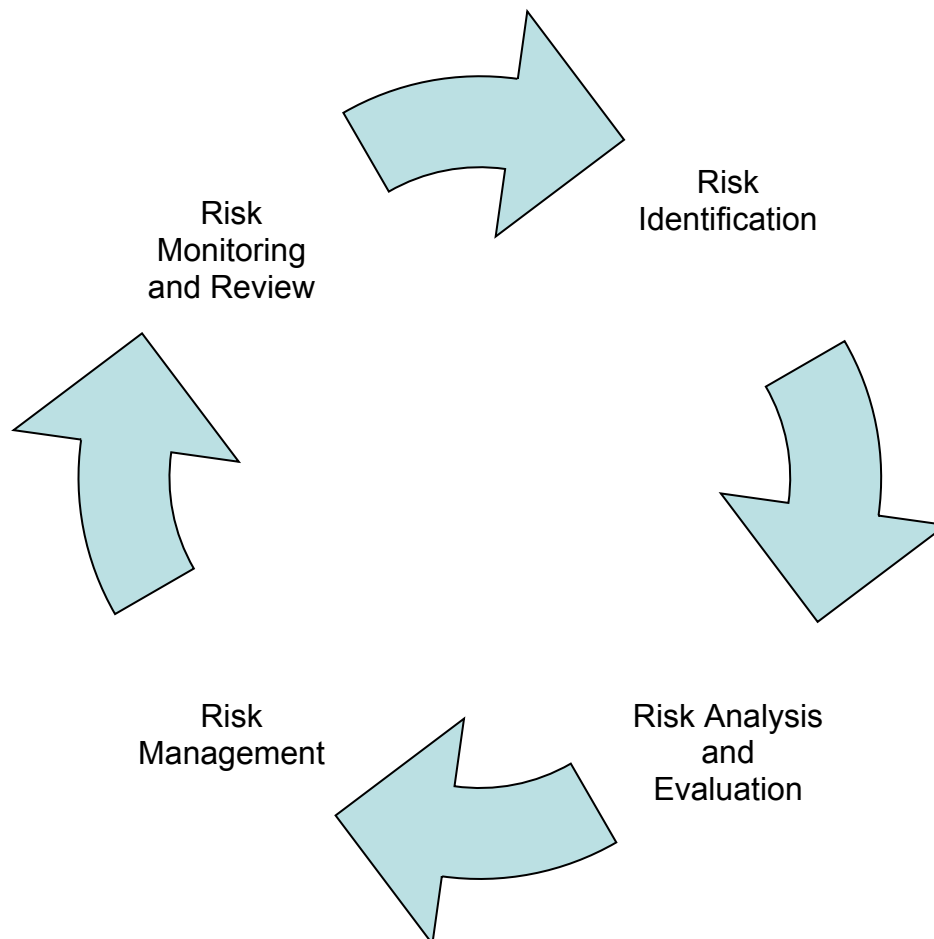 Risk
Identification
Risk
Monitoring
and Review
Risk
Management
Risk Analysis
and
Evaluation